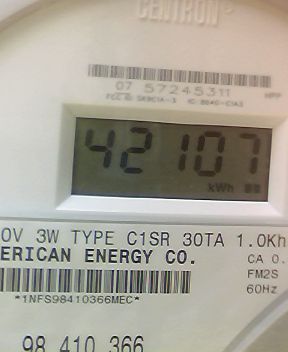 CENTRON®
07 57245311
42107
kWh
0V 3W TYPE C1SR 30TA 1.0Kh
ERICAN ENERGY CO.
CA 0.
FM2S
*1NFS98410366MEC*
60Hz
98 410 366